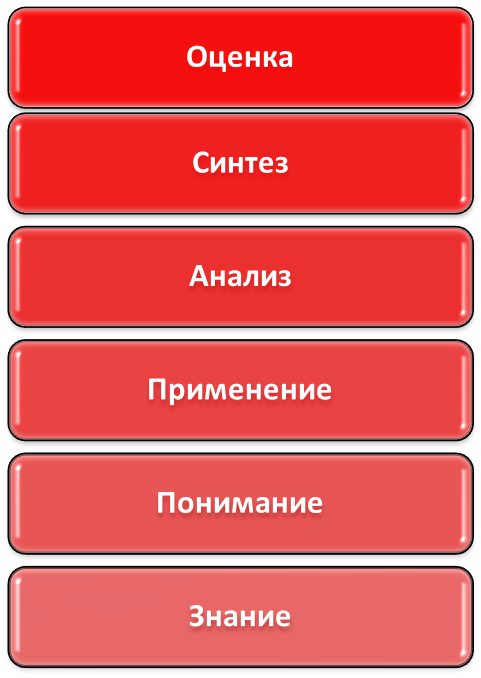 Оценка
Синтез
Анализ
Применение
Понимание
Знание